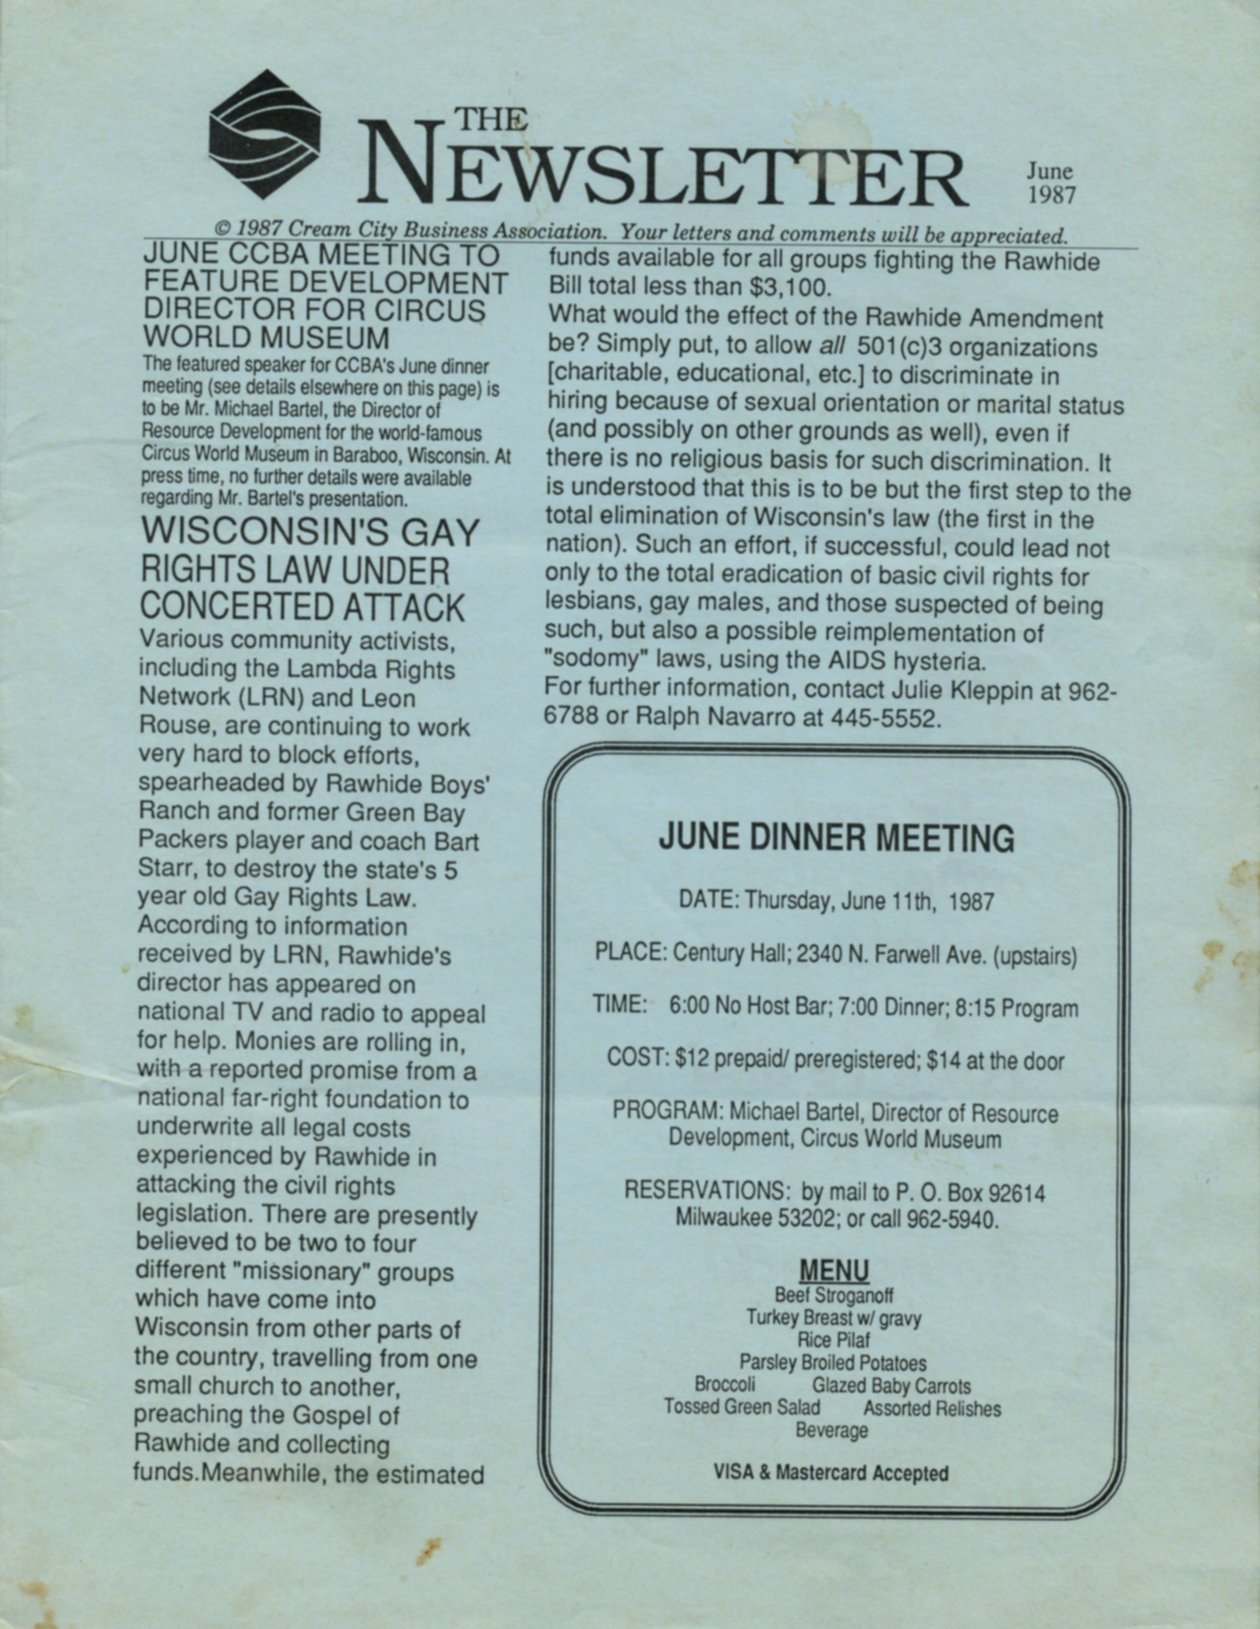 THE
NEWSLETTER
June
1987
© 1987 Cream City Business Association. Your letters and comments will be appreciated.
JUNE CCBA MEETING TO
FEATURE DEVELOPMENT
DIRECTOR FOR CIRCUS
WORLD MUSEUM
The featured speaker for CCBA's June dinner
meeting (see details elsewhere on this page) is
to be Mr. Michael Bartel, the Director of
Resource Development for the world-famous
Circus World Museum in Baraboo, Wisconsin. At
press time, no further details were available
regarding Mr. Bartel's presentation.
WISCONSIN'S GAY
RIGHTS LAW UNDER
CONCERTED ATTACK
Various community activists,
including the Lambda Rights
Network (LRN) and Leon
Rouse, are continuing to work
very hard to block efforts,
spearheaded by Rawhide Boys'
Ranch and former Green Bay
Packers player and coach Bart
Starr, to destroy the state's 5
year old Gay Rights Law.
According to information
received by LRN, Rawhide's
director has appeared on
national TV and radio to appeal
for help. Monies are rolling in,
with a reported promise from a
national far-right foundation to
underwrite all legal costs
experienced by Rawhide in
attacking the civil rights
legislation. There are presently
believed to be two to four
different "missionary" groups
which have come into
Wisconsin from other parts of
the country, travelling from one
small church to another,
preaching the Gospel of
Rawhide and collecting
funds.Meanwhile, the estimated
funds available for all groups fighting the Rawhide
Bill total less than $3,100.
What would the effect of the Rawhide Amendment
be? Simply put, to allow all 501(c)3 organizations
[charitable, educational, etc.] to discriminate in
hiring because of sexual orientation or marital status
(and possibly on other grounds as well), even if
there is no religious basis for such discrimination. It
is understood that this is to be but the first step to the
total elimination of Wisconsin's law (the first in the
nation). Such an effort, if successful, could lead not
only to the total eradication of basic civil rights for
lesbians, gay males, and those suspected of being
such, but also a possible reimplementation of
"sodomy" laws, using the AIDS hysteria.
For further information, contact Julie Kleppin at 962-
6788 or Ralph Navarro at 445-5552.
JUNE DINNER MEETING
DATE: Thursday, June 11th, 1987
PLACE: Century Hall; 2340 N. Farwell Ave. (upstairs)
TIME: 6:00 No Host Bar; 7:00 Dinner; 8:15 Program
COST: $12 prepaid/ preregistered; $14 at the door
PROGRAM: Michael Bartel, Director of Resource
Development, Circus World Museum
RESERVATIONS: by mail to P. O. Box 92614
Milwaukee 53202; or call 962-5940.
MENU
Beef Stroganoff
Turkey Breast w/ gravy
Rice Pilaf
Parsley Broiled Potatoes
Broccoli Glazed Baby Carrots
Tossed Green Salad Assorted Relishes
Beverage
VISA & Mastercard Accepted